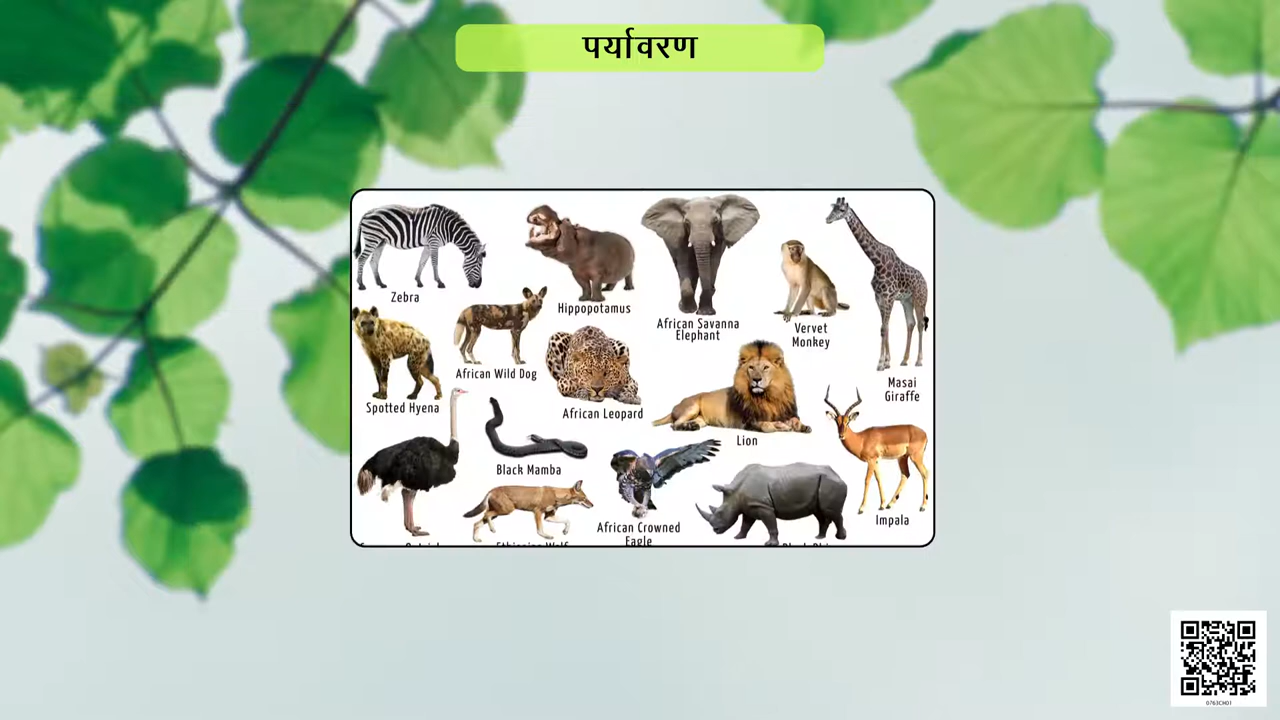 पर्यावरण
Zebra
Hippopotamus
African Savanna
Elephant
Vervet
Monkey
Masai
Giraffe
Spotted Hyena
African Wild Dog
African Leopard
Lion
Black Mamba
African Crowned
Eagle
Impala
0763CH01